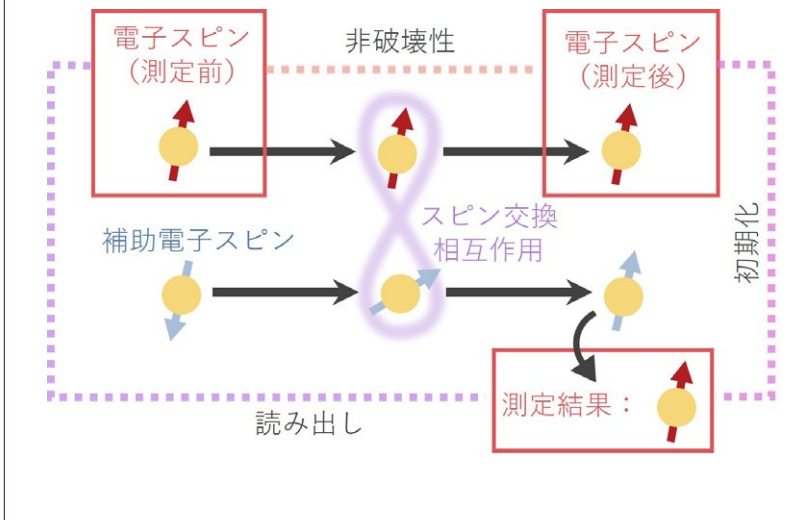 電子スピン
（測定前）
非破壊性
電子スピン
（測定後）
補助電子スピン
スピン交換
相互作用
初期化
測定結果：
読み出し